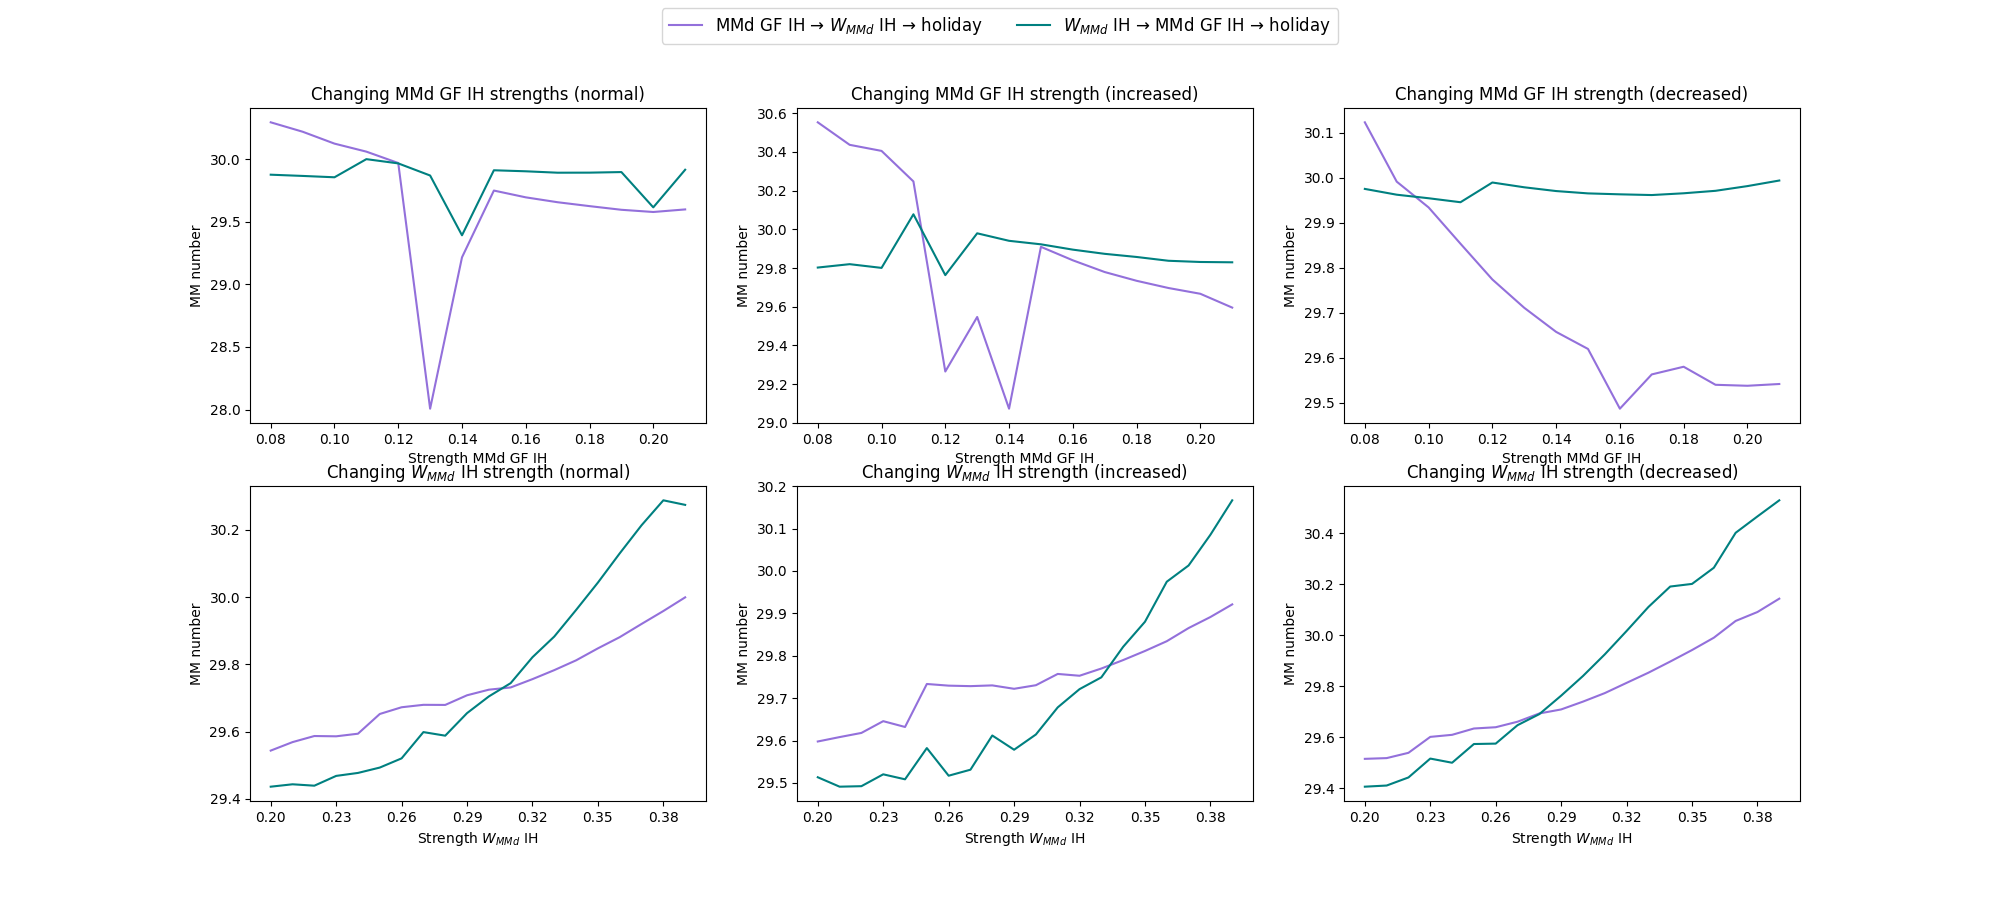 MMd GF IH → W_MMd IH → holiday
W_MMd IH → MMd GF IH → holiday
Changing MMd GF IH strengths (normal)
MM number
30.0
29.5
29.0
28.5
28.0
0.08 0.10 0.12 0.14 0.16 0.18 0.20
Strength MMd GF IH
Changing MMd GF IH strength (increased)
MM number
30.6
30.4
30.2
30.0
29.8
29.6
29.4
29.2
29.0
0.08 0.10 0.12 0.14 0.16 0.18 0.20
Strength MMd GF IH
Changing MMd GF IH strength (decreased)
MM number
30.1
30.0
29.9
29.8
29.7
29.6
29.5
0.08 0.10 0.12 0.14 0.16 0.18 0.20
Strength MMd GF IH
Changing W_MMd IH strength (normal)
MM number
30.2
30.0
29.8
29.6
29.4
0.20 0.23 0.26 0.29 0.32 0.35 0.38
Strength W_MMd IH
Changing W_MMd IH strength (increased)
MM number
30.2
30.1
30.0
29.9
29.8
29.7
29.6
29.5
0.20 0.23 0.26 0.29 0.32 0.35 0.38
Strength W_MMd IH
Changing W_MMd IH strength (decreased)
MM number
30.4
30.2
30.0
29.8
29.6
29.4
0.20 0.23 0.26 0.29 0.32 0.35 0.38
Strength W_MMd IH